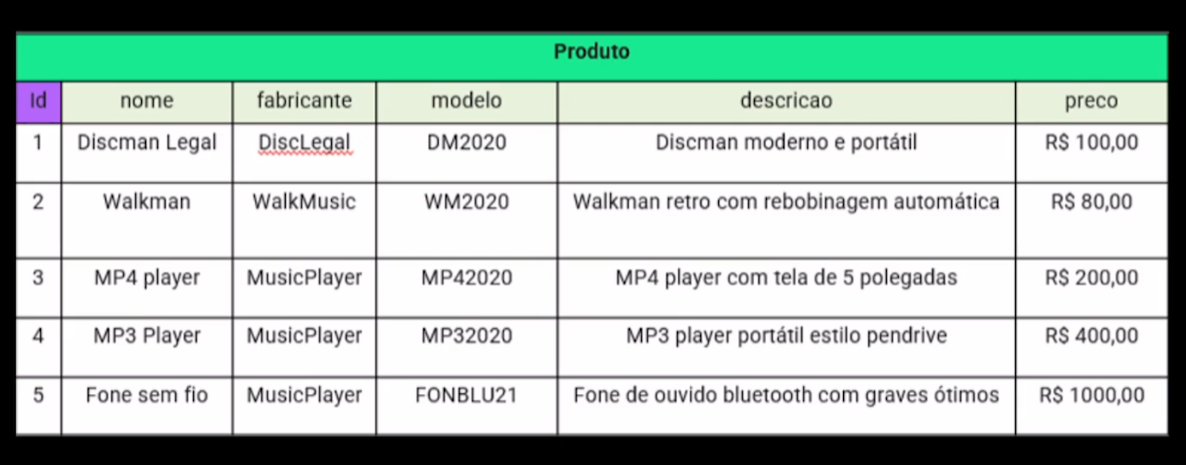 Produto
Id nome fabricante modelo descricao preco
1 Discman Legal DiscLegal DM2020 Discman moderno e portátil R$ 100,00
2 Walkman WalkMusic WM2020 Walkman retro com rebobinagem automática R$ 80,00
3 MP4 player MusicPlayer MP42020 MP4 player com tela de 5 polegadas R$ 200,00
4 MP3 Player MusicPlayer MP32020 MP3 player portátil estilo pendrive R$ 400,00
5 Fone sem fio MusicPlayer FONBLU21 Fone de ouvido bluetooth com graves ótimos R$ 1000,00